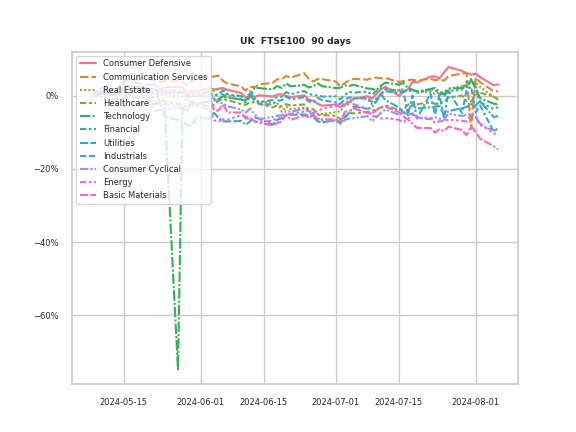 UK FTSE100 90 days
Consumer Defensive
Communication Services
Real Estate
Healthcare
Technology
Financial
Utilities
Industrials
Consumer Cyclical
Energy
Basic Materials
0%
−20%
−40%
−60%
2024-05-15
2024-06-01
2024-06-15
2024-07-01
2024-07-15
2024-08-01